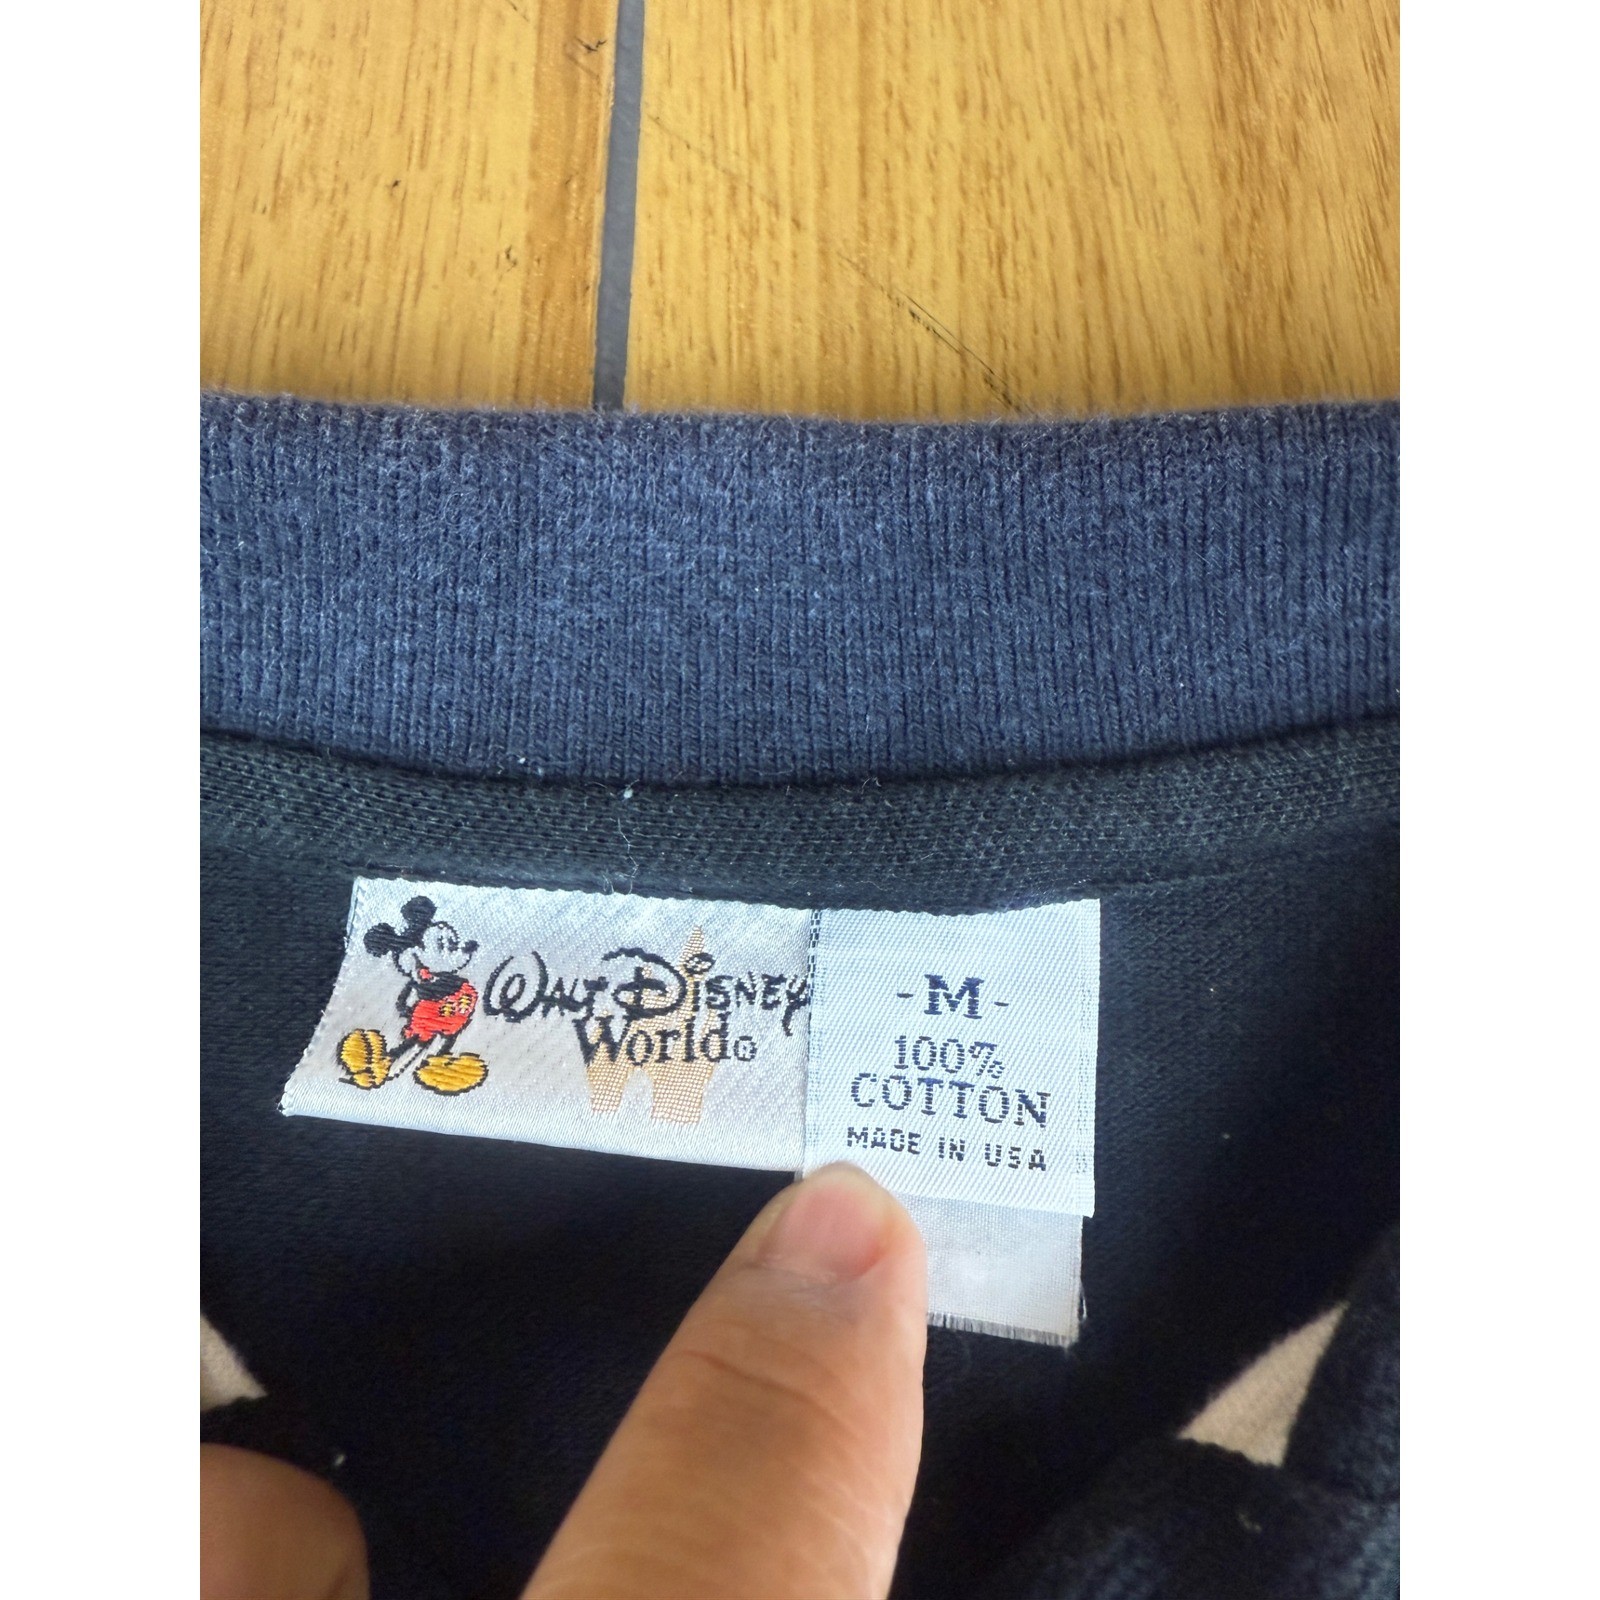 Walt Disney
World®
-M-
100%
COTTON
MADE IN USA